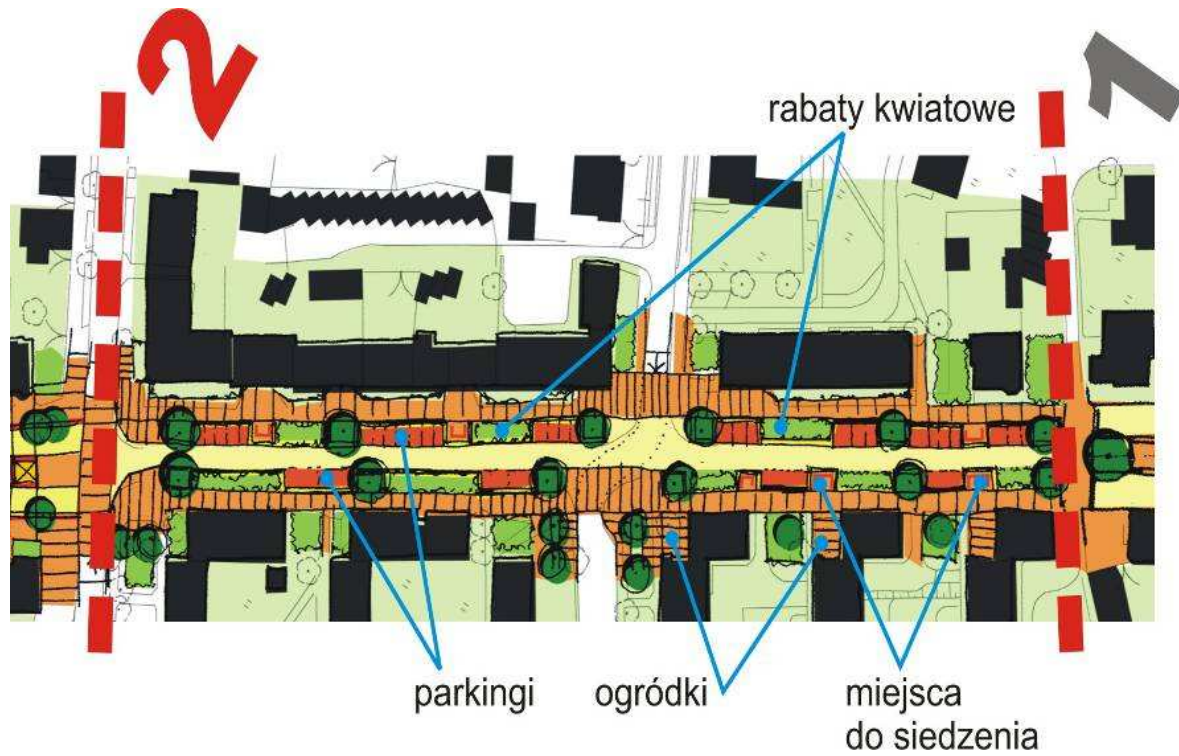 2
1
rabaty kwiatowe
parkingi
ogródki
miejsca
do siedzenia